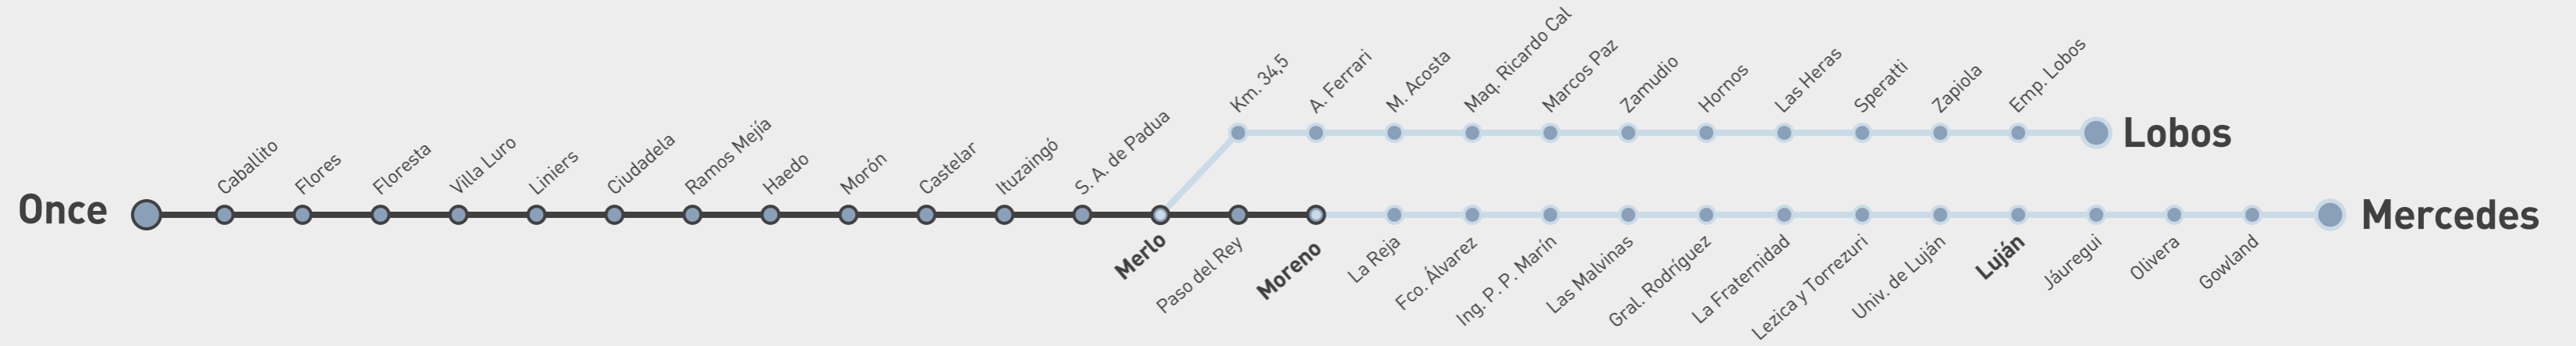 Once
Caballito
Flores
Floresta
Villa Luro
Liniers
Ciudadela
Ramos Mejía
Haedo
Morón
Castelar
Ituzaingó
S. A. de Padua
Merlo
Paso del Rey
Moreno
Km. 34,5
A. Ferrari
M. Acosta
Maq. Ricardo Cal
Marcos Paz
Zamudio
Hornos
Las Heras
Speratti
Zapiola
Emp. Lobos
Lobos
La Reja
Fco. Álvarez
Ing. P. P. Marín
Las Malvinas
Gral. Rodríguez
La Fraternidad
Lezica y Torrezuri
Univ. de Luján
Luján
Jáuregui
Olivera
Gowland
Mercedes